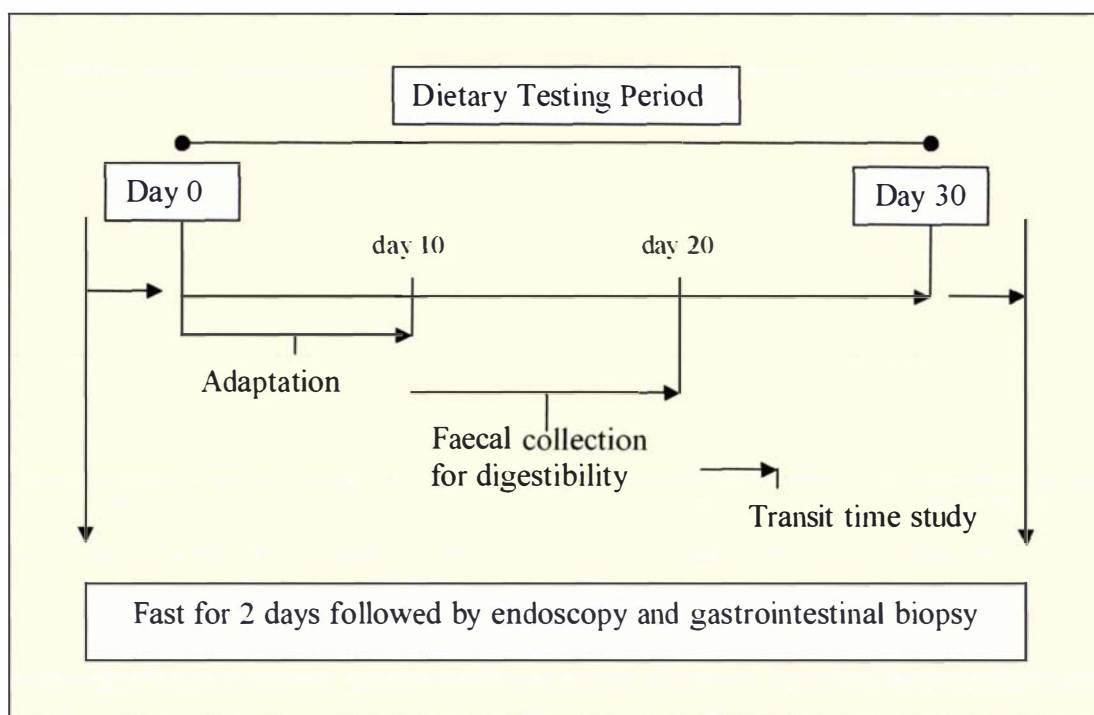 Dietary Testing Period
Day 0
Day 30
day 10
day 20
Adaptation
Faecal collection
for digestibility
Transit time study
Fast for 2 days followed by endoscopy and gastrointestinal biopsy